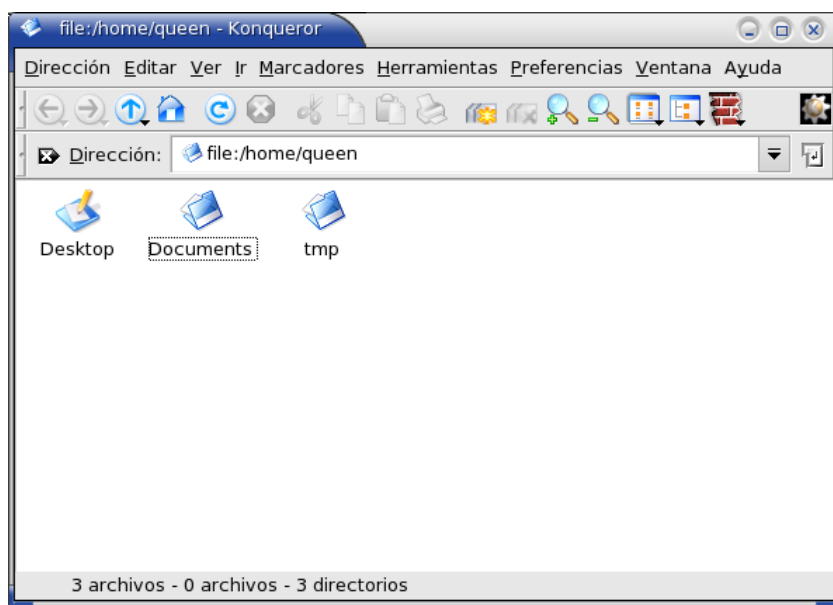 file:/home/queen - Konqueror
Dirección Editar Ver Ir Marcadores Herramientas Preferencias Ventana Ayuda
Dirección: file:/home/queen
Desktop Documents tmp
3 archivos - 0 archivos - 3 directorios